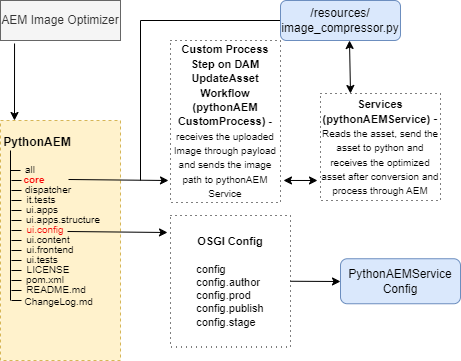 AEM Image Optimizer
/resources/
image_compressor.py
Custom Process
Step on DAM
UpdateAsset
Workflow
(pythonAEM
CustomProcess) -
receives the uploaded
Image through payload
and sends the image
path to pythonAEM
Service
Services
(pythonAEMService) -
Reads the asset, send the
asset to python and
receives the optimized
asset after conversion and
process through AEM
PythonAEM
all
core
dispatcher
it.tests
ui.apps
ui.apps.structure
ui.config
ui.content
ui.frontend
ui.tests
LICENSE
pom.xml
README.md
ChangeLog.md
OSGI Config
config
config.author
config.prod
config.publish
config.stage
PythonAEMService
Config